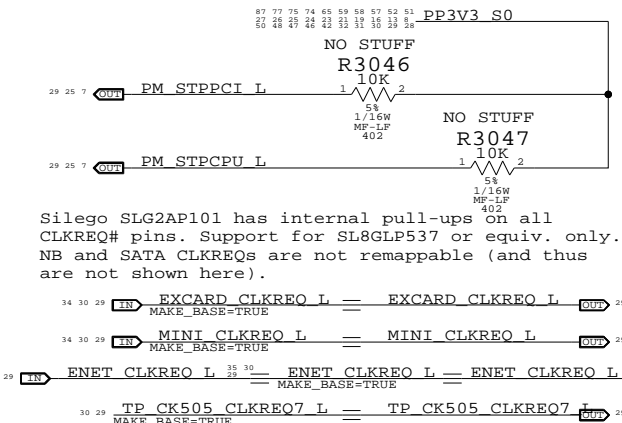 87 77 75 74 65 59 58 57 52 51
27 26 25 24 23 21 19 16 13 8 PP3V3_S0
50 48 47 46 42 32 31 30 29 28
NO STUFF
R3046
10K
29 25 7 OUT PM_STPPCI_L 1 2
5%
1/16W
MF-LF
402
NO STUFF
R3047
10K
29 25 7 OUT PM_STPCPU_L 1 2
5%
1/16W
MF-LF
402
Silego SLG2AP101 has internal pull-ups on all
CLKREQ# pins. Support for SL8GLP537 or equiv. only.
NB and SATA CLKREQs are not remappable (and thus
are not shown here).
34 30 29 IN EXCARD_CLKREQ_L EXCARD_CLKREQ_L OUT 29
MAKE_BASE=TRUE
34 30 29 IN MINI_CLKREQ_L MINI_CLKREQ_L OUT 29
MAKE_BASE=TRUE
29 IN ENET_CLKREQ_L 35 30 29 ENET_CLKREQ_L ENET_CLKREQ_L
MAKE_BASE=TRUE
30 29 TP_CK505_CLKREQ7_L TP_CK505_CLKREQ7_L OUT 29
MAKE_BASE=TRUE